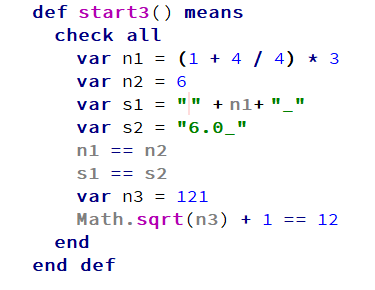 def start3() means
check all
var n1 = (1 + 4 / 4) * 3
var n2 = 6
var s1 = "" + n1+ "_"
var s2 = "6.0_"
n1 == n2
s1 == s2
var n3 = 121
Math.sqrt(n3) + 1 == 12
end
end def